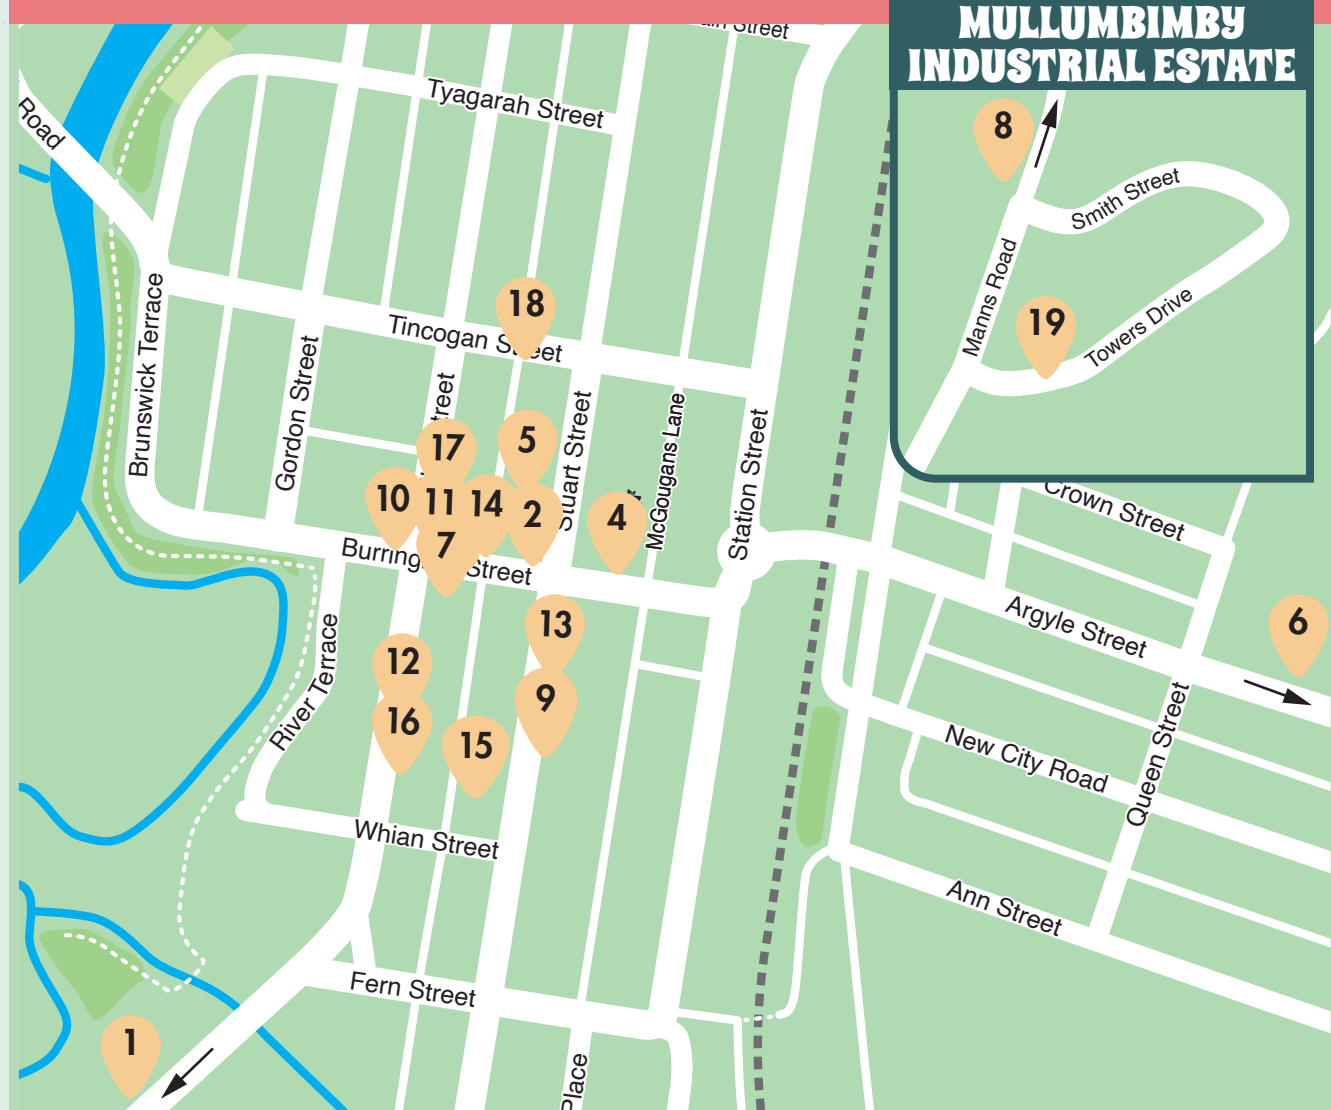 MULLUMBIMBY
INDUSTRIAL ESTATE
Street
Tyagarah Street
Road
8
Smith Street
Manns Road
19
Towers Drive
18
Tincogan Street
Brunswick Terrace
Gordon Street
17
5
Stuart Street
McGougans Lane
Station Street
10
11
14
2
4
7
Street
Crown Street
Argyle Street
6
13
12
9
16
15
River Terrace
New City Road
Queen Street
Whian Street
Ann Street
Fern Street
1
Place